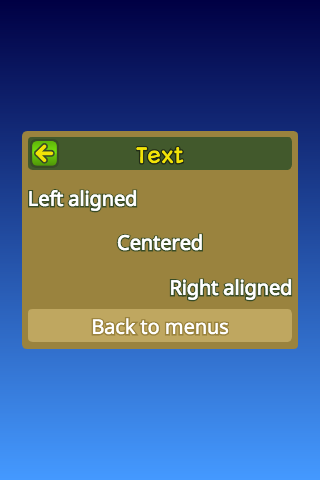 Text
Left aligned
Centered
Right aligned
Back to menus